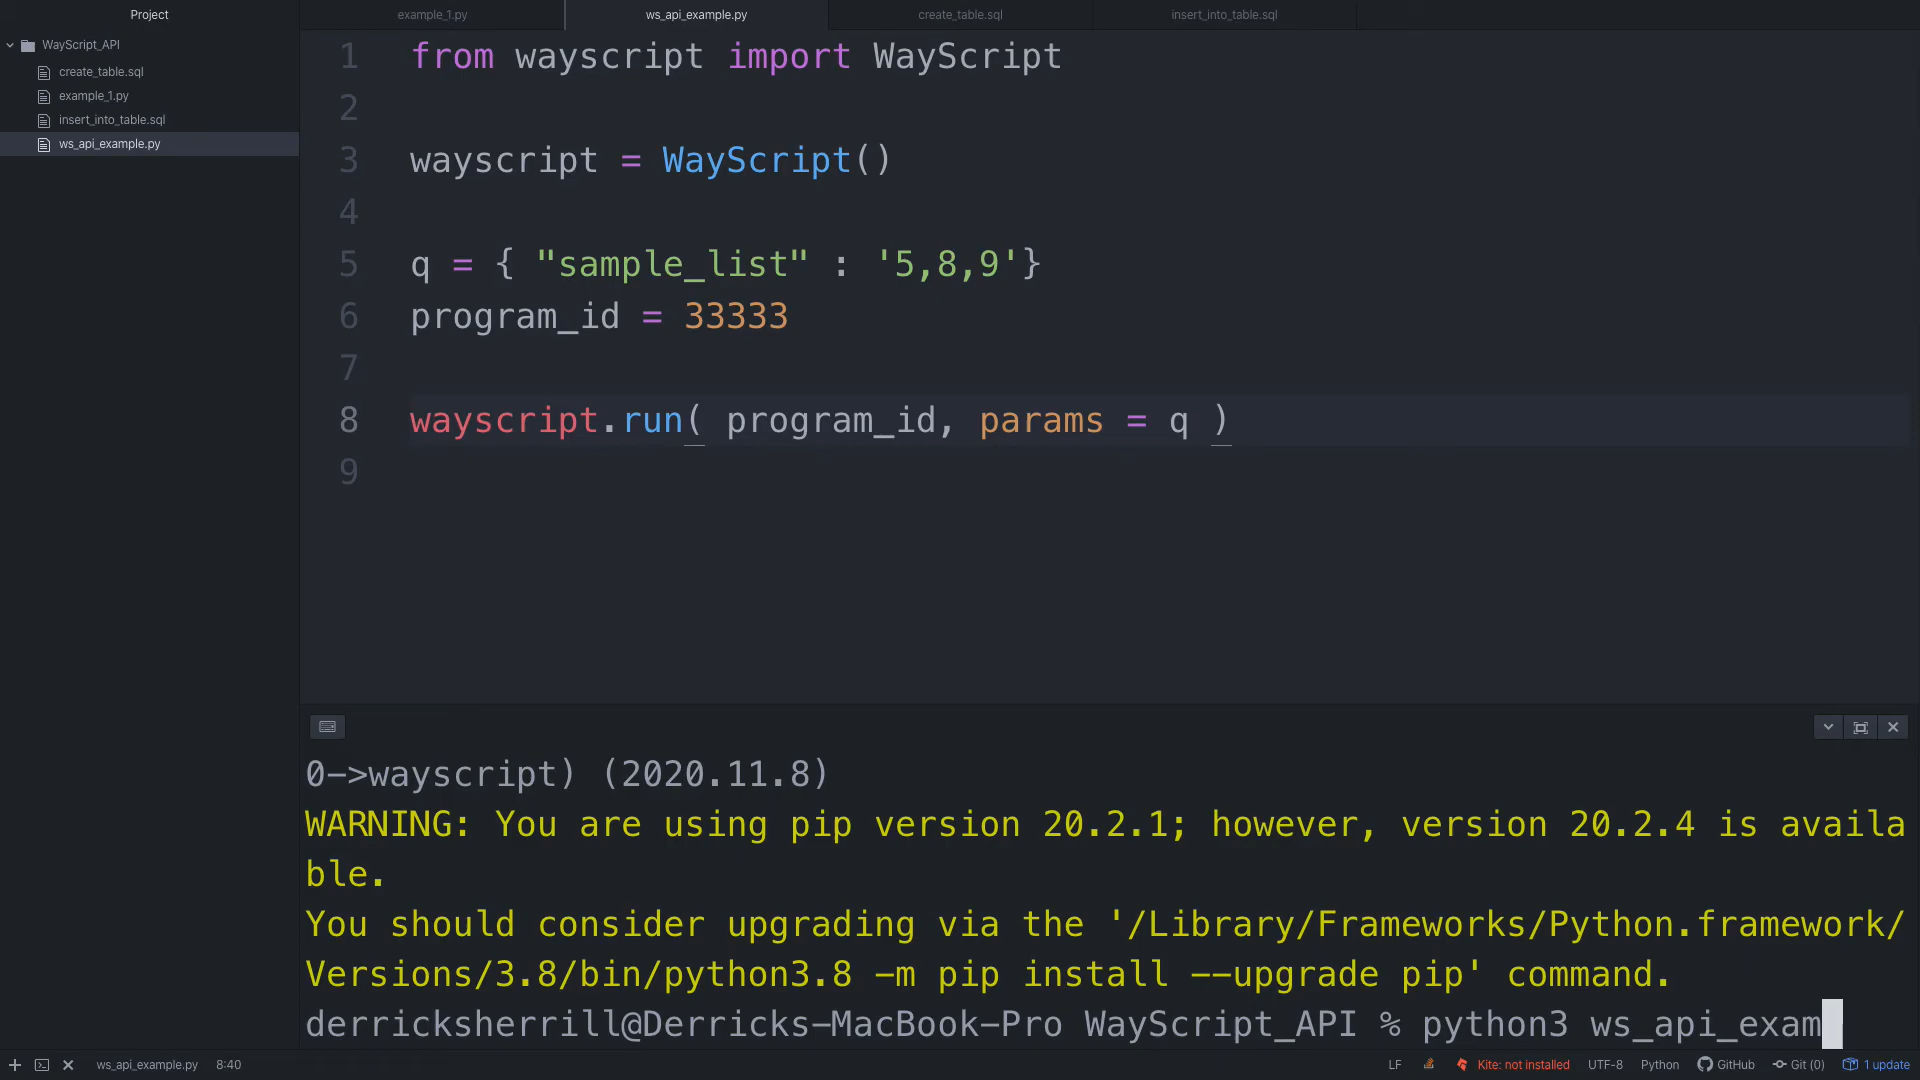 Project
WayScript_API
create_table.sql
example_1.py
insert_into_table.sql
ws_api_example.py
example_1.py
ws_api_example.py
create_table.sql
insert_into_table.sql
1 from wayscript import WayScript
2
3 wayscript = WayScript()
4
5 q = { "sample_list" : '5,8,9'}
6 program_id = 33333
7
8 wayscript.run( program_id, params = q )
9
0->wayscript) (2020.11.8)
WARNING: You are using pip version 20.2.1; however, version 20.2.4 is availa
ble.
You should consider upgrading via the '/Library/Frameworks/Python.framework/
Versions/3.8/bin/python3.8 -m pip install --upgrade pip' command.
derricksherrill@Derricks-MacBook-Pro WayScript_API % python3 ws_api_exam
ws_api_example.py 8:40 LF Kite: not installed UTF-8 Python GitHub Git (0) 1 update